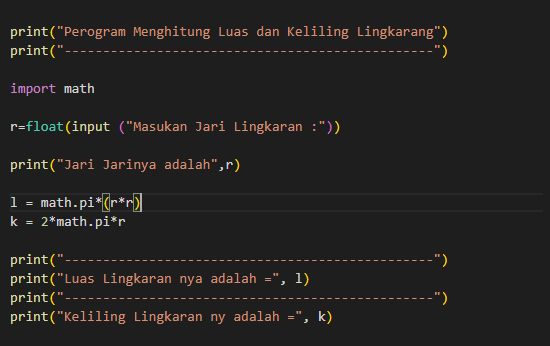 print("Perogram Menghitung Luas dan Keliling Lingkarang")
print("------------------------------------------------")
import math
r=float(input ("Masukan Jari Lingkaran :"))
print("Jari Jarinya adalah",r)
l = math.pi*(r*r)
k = 2*math.pi*r
print("------------------------------------------------")
print("Luas Lingkaran nya adalah =", l)
print("------------------------------------------------")
print("Keliling Lingkaran ny adalah =", k)